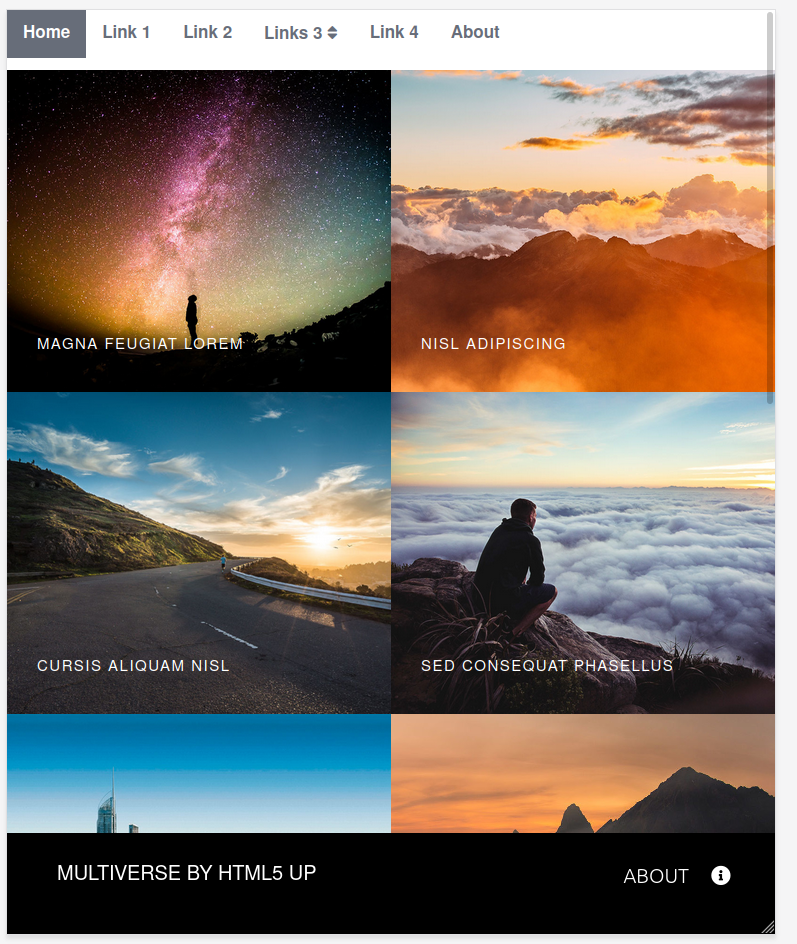 Home Link 1 Link 2 Links 3 Link 4 About
MAGNA FEUGIAT LOREM
NISL ADIPISCING
CURSIS ALIQUAM NISL
SED CONSEQUAT PHASELLUS
MULTIVERSE BY HTML5 UP
ABOUT